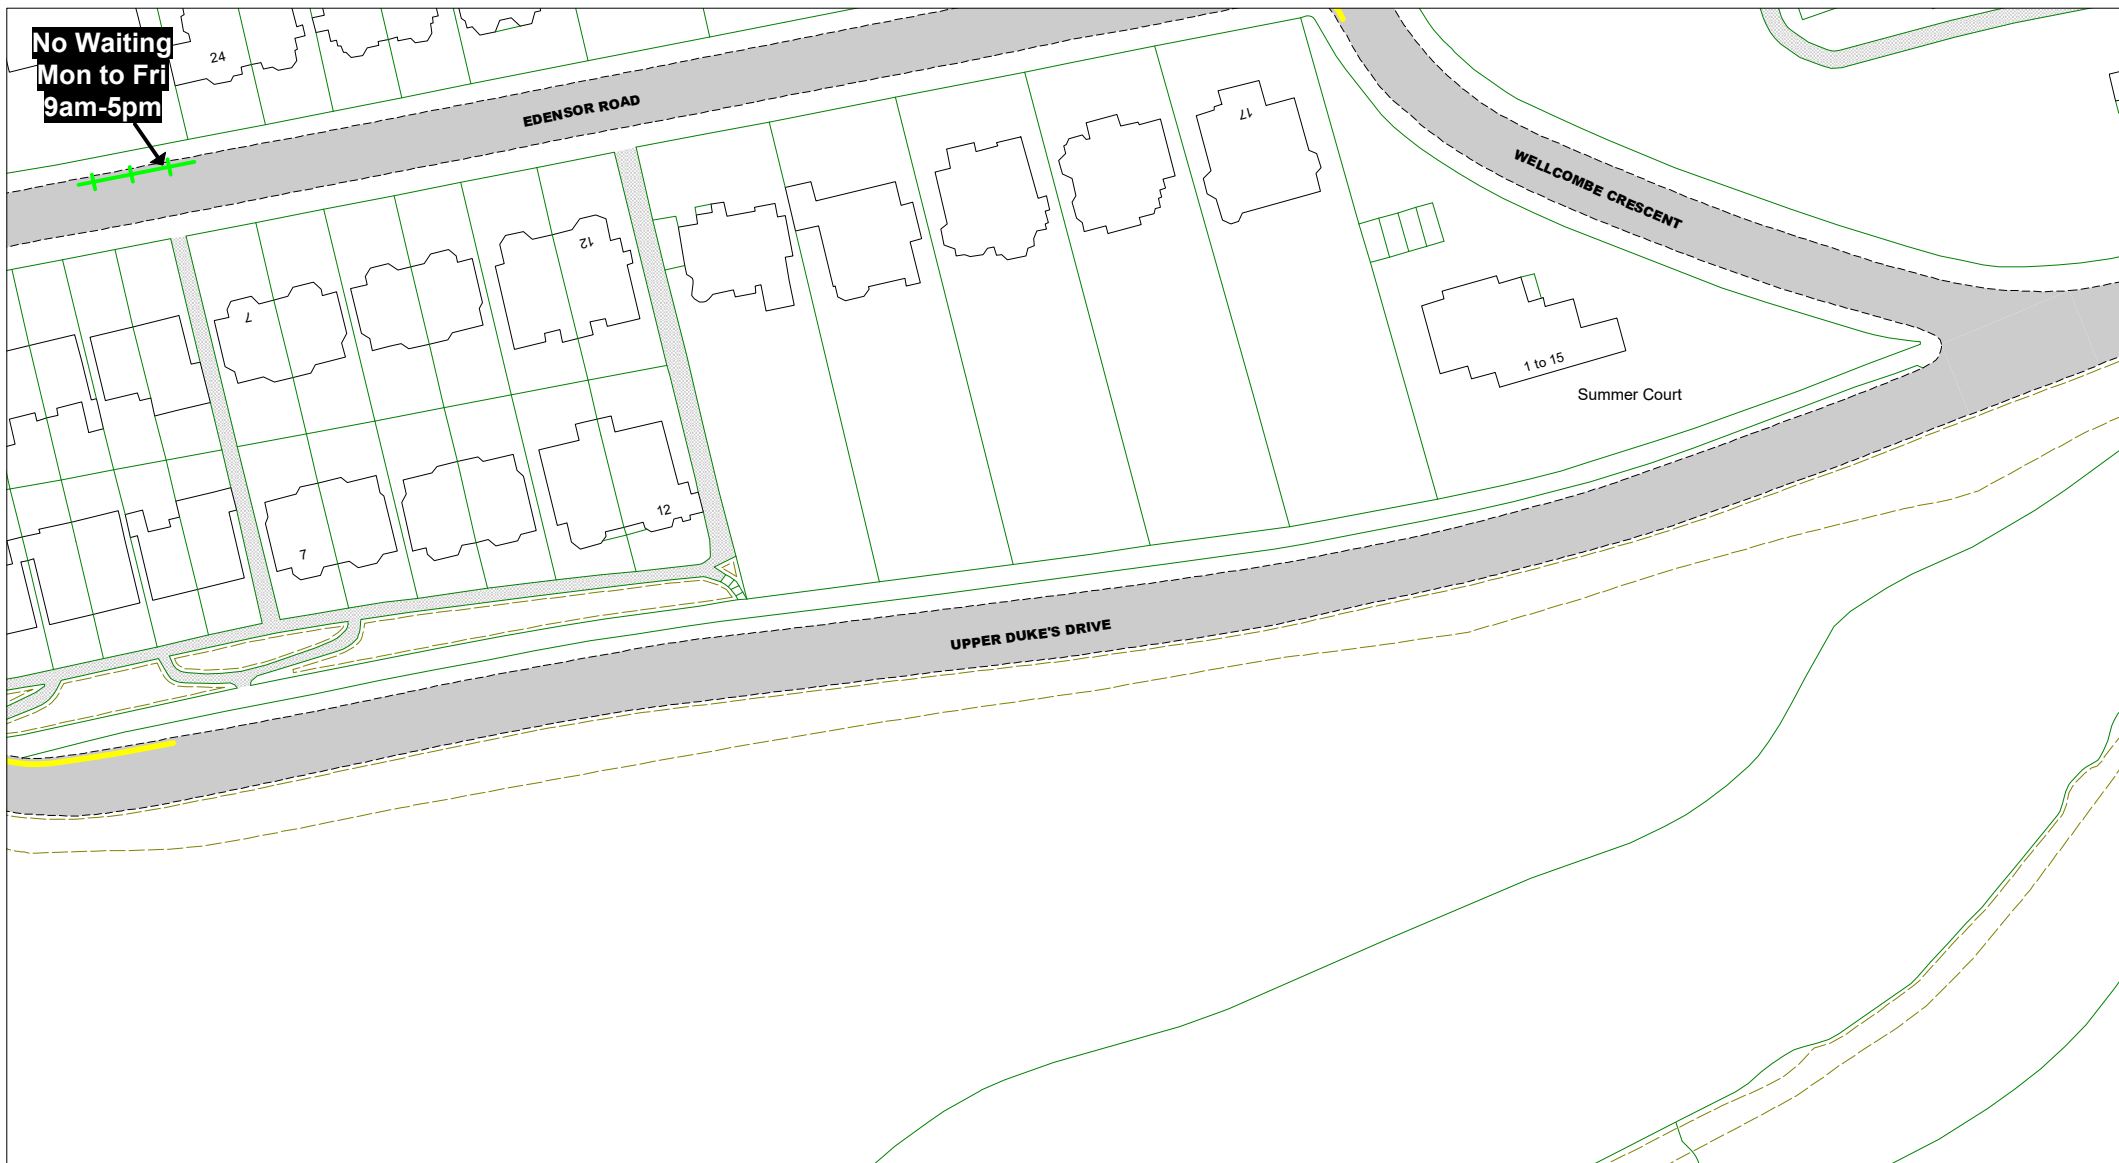 No Waiting
Mon to Fri
9am-5pm
24
EDENSOR ROAD
17
WELLCOMBE CRESCENT
12
7
1 to 15
Summer Court
12
7
UPPER DUKE'S DRIVE